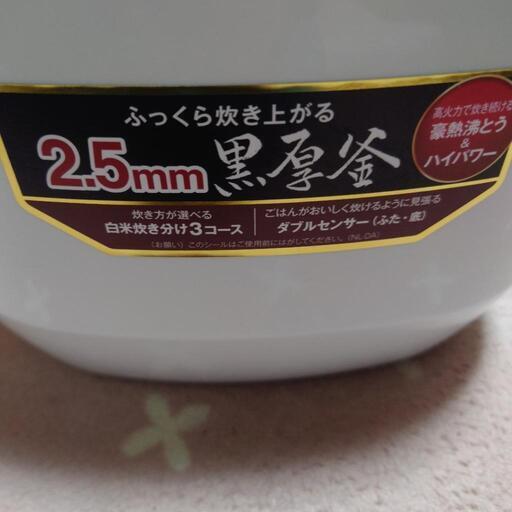 ふっくら炊き上がる
2.5mm 黒厚釜
高火力で炊き続ける
豪熱沸とう
&
ハイパワー
炊き方が選べる
白米炊き分け3コース
ごはんがおいしく炊けるように見張る
ダブルセンサー(ふた・底)
(お願い) このシールはご使用前にはがしてください。(NL-DA)